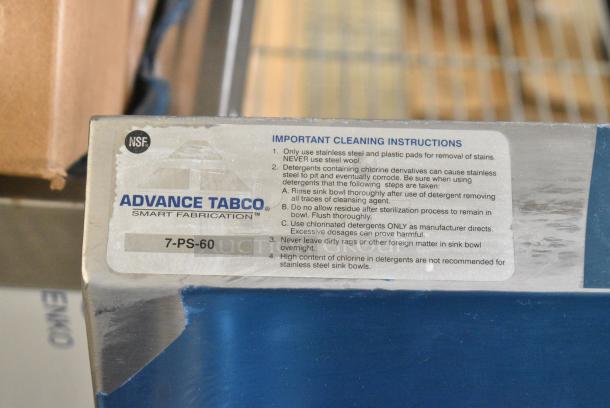 NSF
IMPORTANT CLEANING INSTRUCTIONS
1. Only use stainless steel and plastic pads for removal of stains.
NEVER use steel wool.
2. Detergents containing chlorine derivatives can cause stainless
steel to pit and eventually corrode. Be sure when using
detergents that the following steps are taken:
A. Rinse sink bowl thoroughly after use of detergent removing
all traces of cleansing agent.
B. Do not allow residue after sterilization process to remain in
bowl. Flush thoroughly.
C. Use chlorinated detergents ONLY as manufacturer directs.
Excessive dosages can prove harmful.
3. Never leave dirty rags or other foreign matter in sink bowl
overnight.
4. High content of chlorine in detergents are not recommended for
stainless steel sink bowls.
ADVANCE TABCO®
SMART FABRICATION™
7-PS-60
ENKO